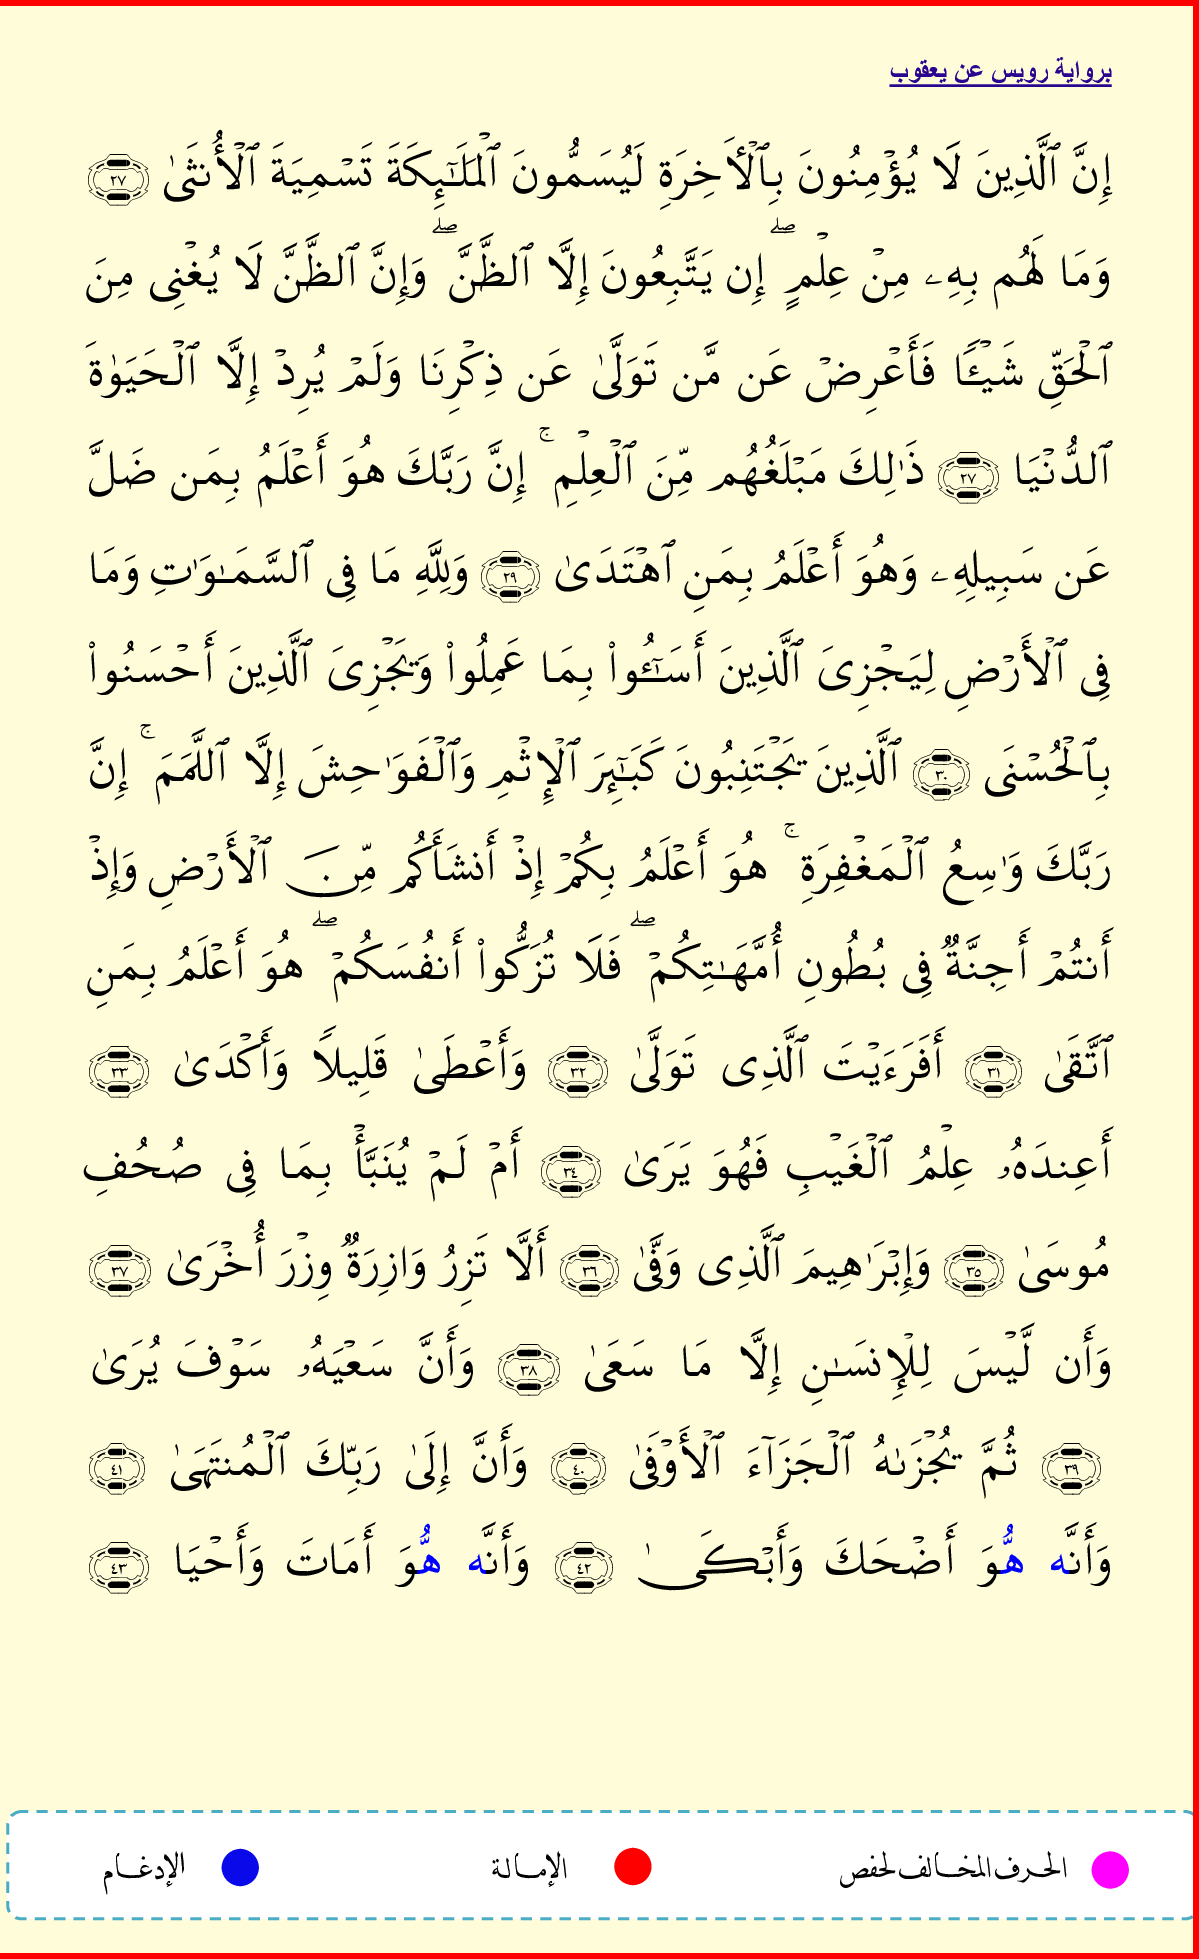 برواية رويس عن يعقوب
إِنَّ ٱلَّذِينَ لَا يُؤْمِنُونَ بِٱلْأَخِرَةِ لَيُسَمُّونَ ٱلْمَلَـٰٓئِكَةَ تَسْمِيَةَ ٱلْأُنثَىٰ ٢٧
وَمَا لَهُم بِهِۦ مِنْ عِلْمٍ ۖ إِن يَتَّبِعُونَ إِلَّا ٱلظَّنَّ ۖ وَإِنَّ ٱلظَّنَّ لَا يُغْنِى مِنَ
ٱلْحَقِّ شَيْـًٔا فَأَعْرِضْ عَن مَّن تَوَلَّىٰ عَن ذِكْرِنَا وَلَمْ يُرِدْ إِلَّا ٱلْحَيَوٰةَ
ٱلدُّنْيَا ٢٧ ذَٰلِكَ مَبْلَغُهُم مِّنَ ٱلْعِلْمِ ۚ إِنَّ رَبَّكَ هُوَ أَعْلَمُ بِمَن ضَلَّ
عَن سَبِيلِهِۦ وَهُوَ أَعْلَمُ بِمَنِ ٱهْتَدَىٰ ٢٩ وَلِلَّهِ مَا فِى ٱلسَّمَـٰوَٰتِ وَمَا
فِى ٱلْأَرْضِ لِيَجْزِىَ ٱلَّذِينَ أَسَـٰٓـُٔوا۟ بِمَا عَمِلُوا۟ وَيَجْزِىَ ٱلَّذِينَ أَحْسَنُوا۟
بِٱلْحُسْنَى ٣٠ ٱلَّذِينَ يَجْتَنِبُونَ كَبَـٰٓئِرَ ٱلْإِثْمِ وَٱلْفَوَٰحِشَ إِلَّا ٱللَّمَمَ ۚ إِنَّ
رَبَّكَ وَٰسِعُ ٱلْمَغْفِرَةِ ۚ هُوَ أَعْلَمُ بِكُمْ إِذْ أَنشَأَكُم مِّنَ ٱلْأَرْضِ وَإِذْ
أَنتُمْ أَجِنَّةٌ فِى بُطُونِ أُمَّهَـٰتِكُمْ ۖ فَلَا تُزَكُّوا۟ أَنفُسَكُمْ ۖ هُوَ أَعْلَمُ بِمَنِ
ٱتَّقَىٰ ٣١ أَفَرَءَيْتَ ٱلَّذِى تَوَلَّىٰ ٣٢ وَأَعْطَىٰ قَلِيلًا وَأَكْدَىٰ ٣٣
أَعِندَهُۥ عِلْمُ ٱلْغَيْبِ فَهُوَ يَرَىٰ ٣٤ أَمْ لَمْ يُنَبَّأْ بِمَا فِى صُحُفِ
مُوسَىٰ ٣٥ وَإِبْرَٰهِيمَ ٱلَّذِى وَفَّىٰ ٣٦ أَلَّا تَزِرُ وَازِرَةٌ وِزْرَ أُخْرَىٰ ٣٧
وَأَن لَّيْسَ لِلْإِنسَـٰنِ إِلَّا مَا سَعَىٰ ٣٨ وَأَنَّ سَعْيَهُۥ سَوْفَ يُرَىٰ
٣٩ ثُمَّ يُجْزَىٰهُ ٱلْجَزَآءَ ٱلْأَوْفَىٰ ٤٠ وَأَنَّ إِلَىٰ رَبِّكَ ٱلْمُنتَهَىٰ ٤١
وَأَنَّه هُّوَ أَضْحَكَ وَأَبْكَىٰ ٤٢ وَأَنَّه هُّوَ أَمَاتَ وَأَحْيَا ٤٣
الحرف المخالف لحفص الإمالة الإدغام